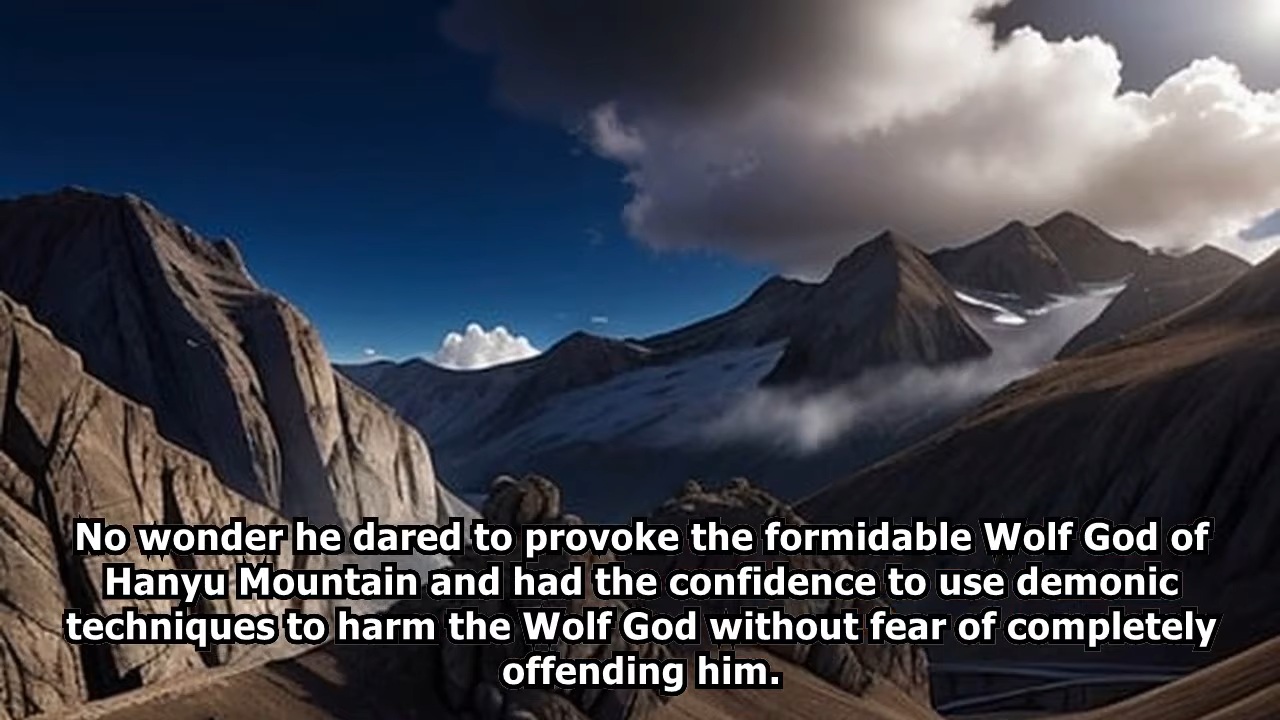 No wonder he dared to provoke the formidable Wolf God of
Hanyu Mountain and had the confidence to use demonic
techniques to harm the Wolf God without fear of completely
offending him.